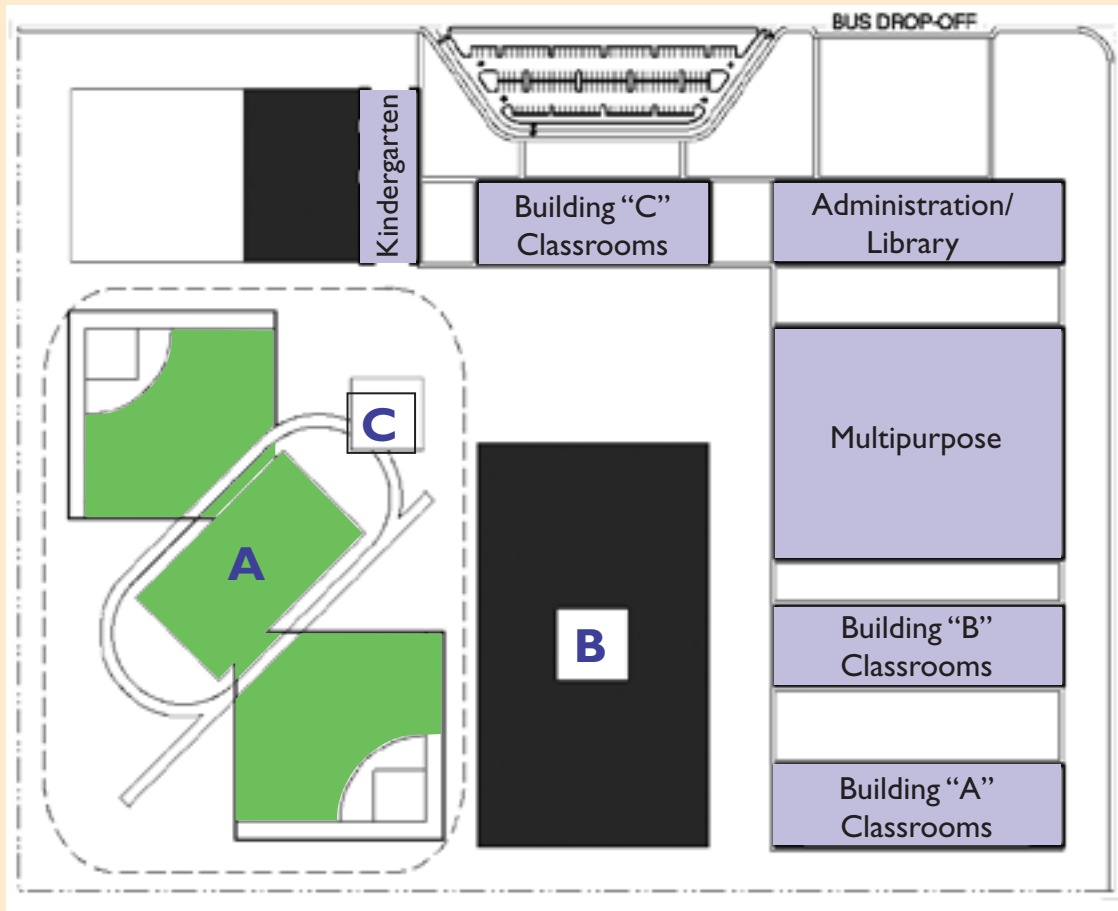 BUS DROP-OFF
Kindergarten
Building “C”
Classrooms
Administration/
Library
C
Multipurpose
A
B
Building “B”
Classrooms
Building “A”
Classrooms